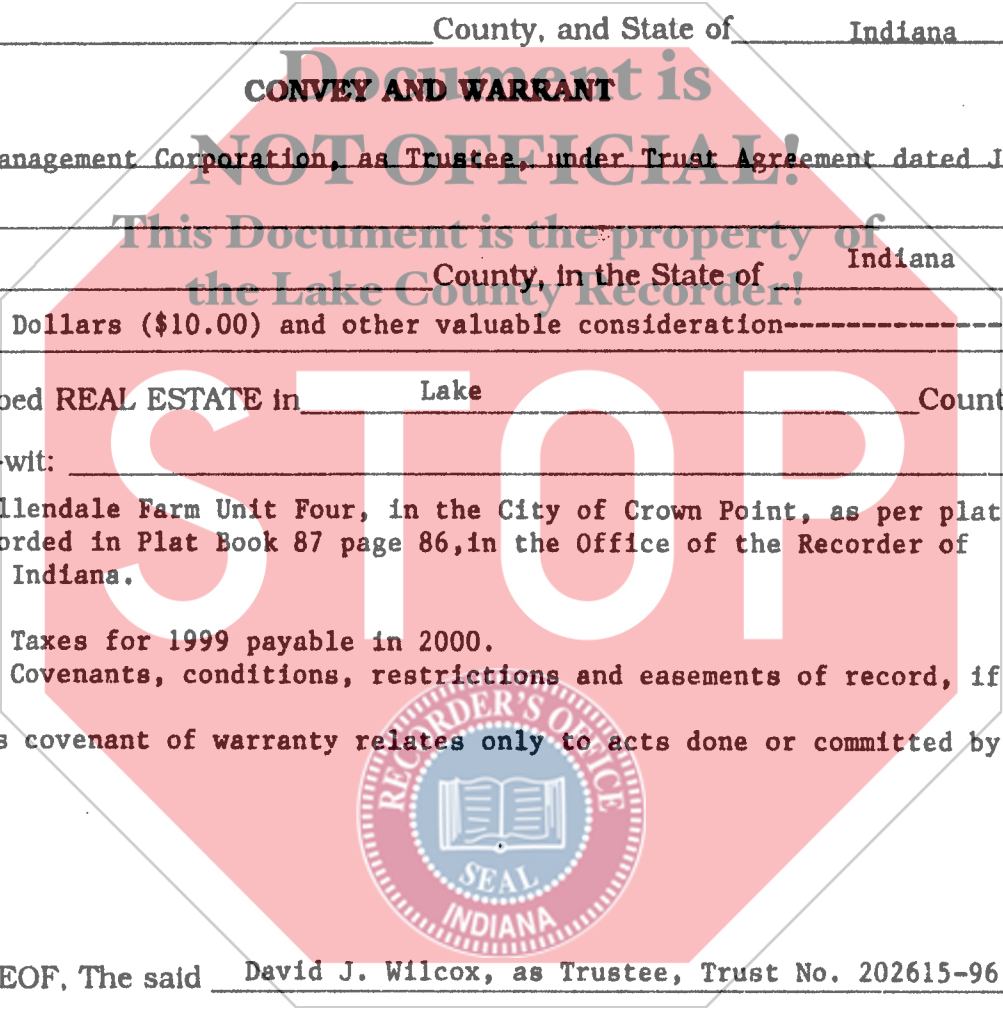 County, and State of Indiana
Document is
CONVEY AND WARRANT
NOT OFFICIAL!
anagement Corporation, as Trustee, under Trust Agreement dated J
This Document is the property of
County, in the State of Indiana
the Lake County Recorder!
Dollars ($10.00) and other valuable consideration---------------
bed REAL ESTATE in Lake Count
-wit:
STOP
llendale Farm Unit Four, in the City of Crown Point, as per plat
orded in Plat Book 87 page 86,in the Office of the Recorder of
Indiana.
Taxes for 1999 payable in 2000.
Covenants, conditions, restrictions and easements of record, if
s covenant of warranty relates only to acts done or committed by
RECORDER'S OFFICE
SEAL
INDIANA
EOF, The said David J. Wilcox, as Trustee, Trust No. 202615-96